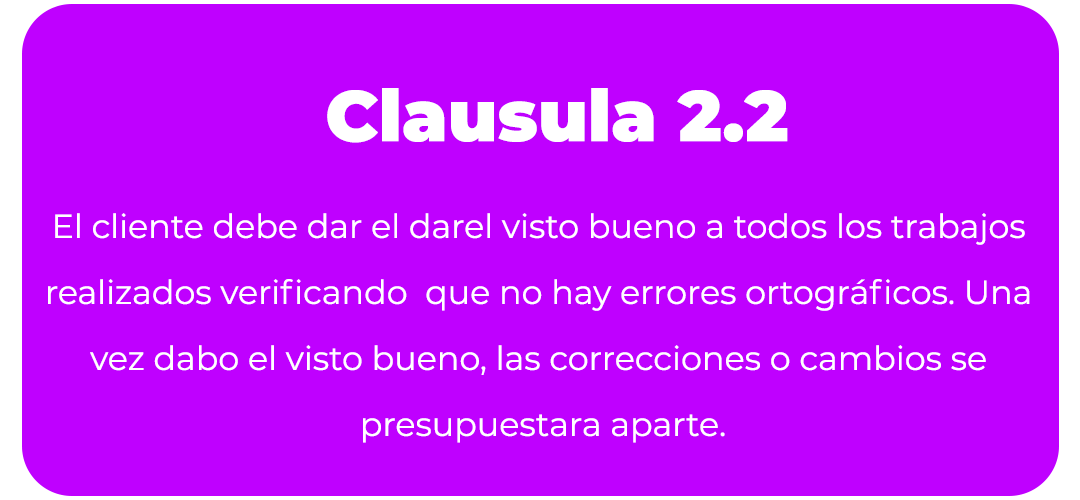 Clausula 2.2
El cliente debe dar el darel visto bueno a todos los trabajos
realizados verificando  que no hay errores ortográficos. Una
vez dabo el visto bueno, las correcciones o cambios se
presupuestara aparte.